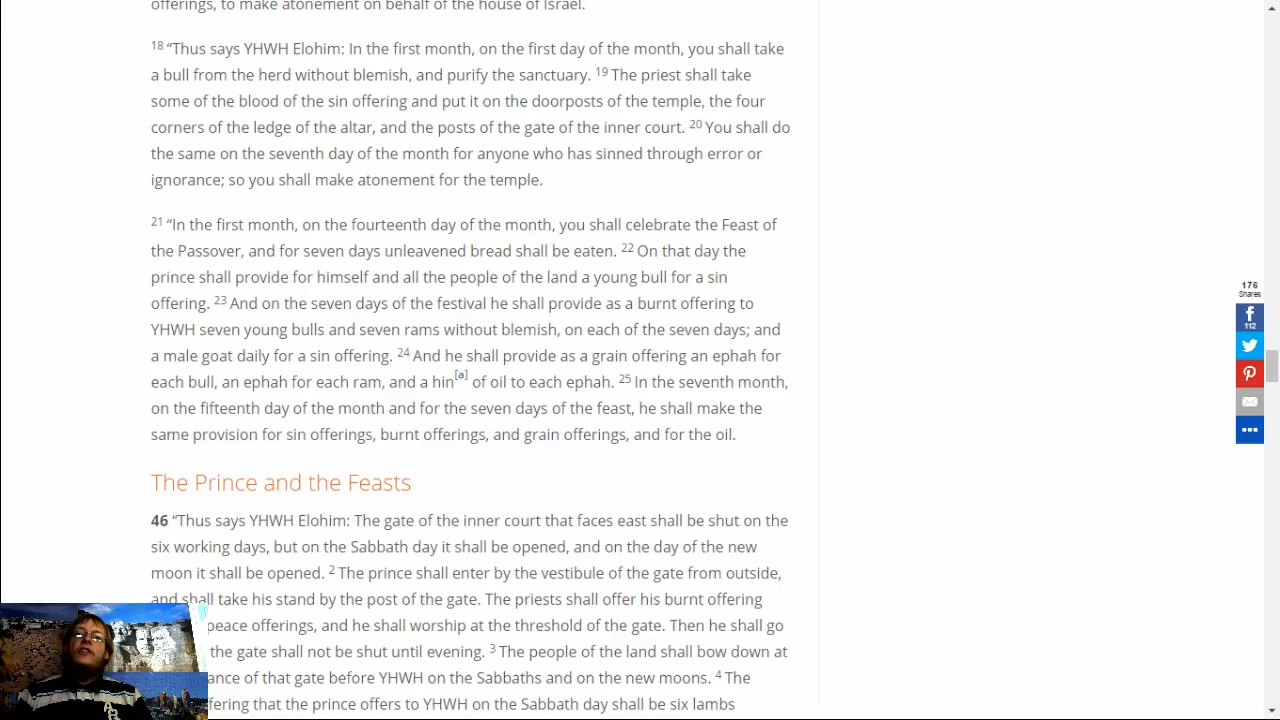 offerings, to make atonement on behalf of the house of Israel.
18 “Thus says YHWH Elohim: In the first month, on the first day of the month, you shall take
a bull from the herd without blemish, and purify the sanctuary. 19 The priest shall take
some of the blood of the sin offering and put it on the doorposts of the temple, the four
corners of the ledge of the altar, and the posts of the gate of the inner court. 20 You shall do
the same on the seventh day of the month for anyone who has sinned through error or
ignorance; so you shall make atonement for the temple.
21 “In the first month, on the fourteenth day of the month, you shall celebrate the Feast of
the Passover, and for seven days unleavened bread shall be eaten. 22 On that day the
prince shall provide for himself and all the people of the land a young bull for a sin
offering. 23 And on the seven days of the festival he shall provide as a burnt offering to
YHWH seven young bulls and seven rams without blemish, on each of the seven days; and
a male goat daily for a sin offering. 24 And he shall provide as a grain offering an ephah for
each bull, an ephah for each ram, and a hin[a] of oil to each ephah. 25 In the seventh month,
on the fifteenth day of the month and for the seven days of the feast, he shall make the
same provision for sin offerings, burnt offerings, and grain offerings, and for the oil.
The Prince and the Feasts
46 “Thus says YHWH Elohim: The gate of the inner court that faces east shall be shut on the
six working days, but on the Sabbath day it shall be opened, and on the day of the new
moon it shall be opened. 2 The prince shall enter by the vestibule of the gate from outside,
and shall take his stand by the post of the gate. The priests shall offer his burnt offering
peace offerings, and he shall worship at the threshold of the gate. Then he shall go
the gate shall not be shut until evening. 3 The people of the land shall bow down at
ance of that gate before YHWH on the Sabbaths and on the new moons. 4 The
fering that the prince offers to YHWH on the Sabbath day shall be six lambs
176
Shares
112